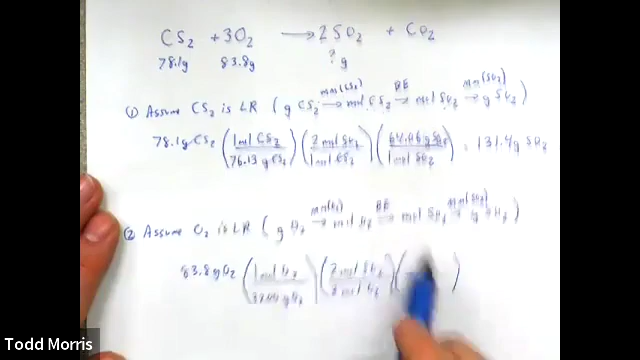 CS2 + 3O2 → 2SO2 + CO2
78.1g 83.8g ? g
① Assume CS2 is LR ( g CS2 →MM(CS2) mol CS2 →BE mol SO2 →MM(SO2) g SO2 )
78.1g CS2 (1 mol CS2 / 76.13 g CS2) (2 mol SO2 / 1 mol CS2) (64.06 g SO2 / 1 mol SO2) = 131.4g SO2
② Assume O2 is LR ( g O2 →MM(O2) mol O2 →BE mol SO2 →MM(SO2) g SO2 )
83.8g O2 (1 mol O2 / 32.00 g O2) (2 mol SO2 / 3 mol O2) (
Todd Morris